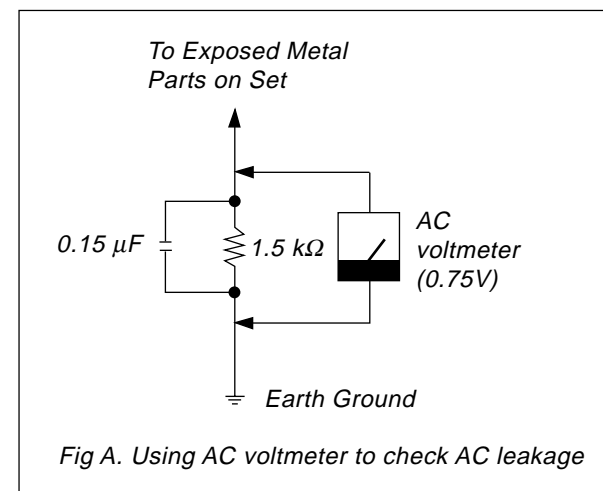 To Exposed Metal
Parts on Set
0.15 μF
1.5 kΩ
AC
voltmeter
(0.75V)
Earth Ground
Fig A. Using AC voltmeter to check AC leakage